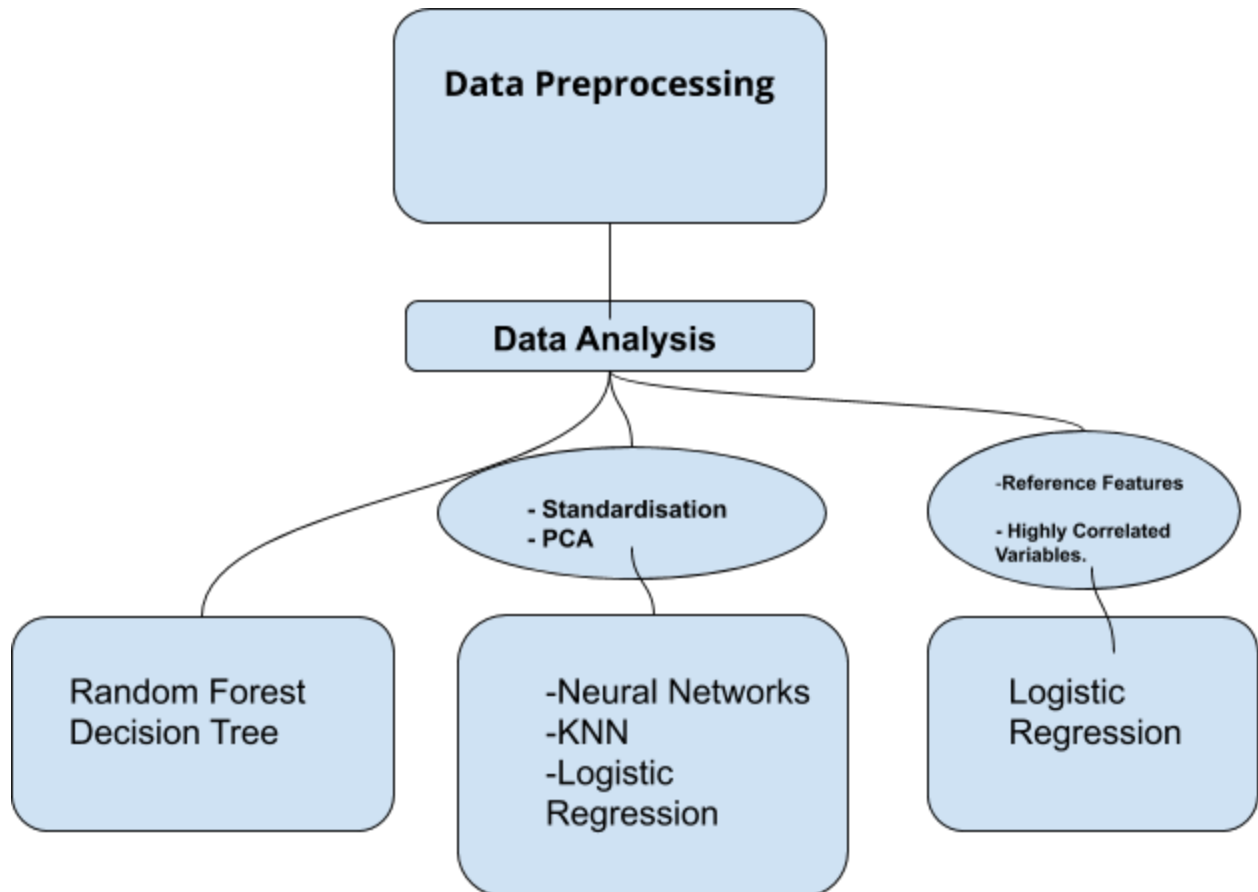 Data Preprocessing
Data Analysis
- Standardisation
- PCA
-Reference Features
- Highly Correlated
Variables.
Random Forest
Decision Tree
-Neural Networks
-KNN
-Logistic
Regression
Logistic
Regression